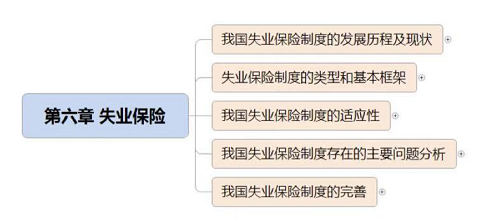 第六章 失业保险
我国失业保险制度的发展历程及现状
失业保险制度的类型和基本框架
我国失业保险制度的适应性
我国失业保险制度存在的主要问题分析
我国失业保险制度的完善